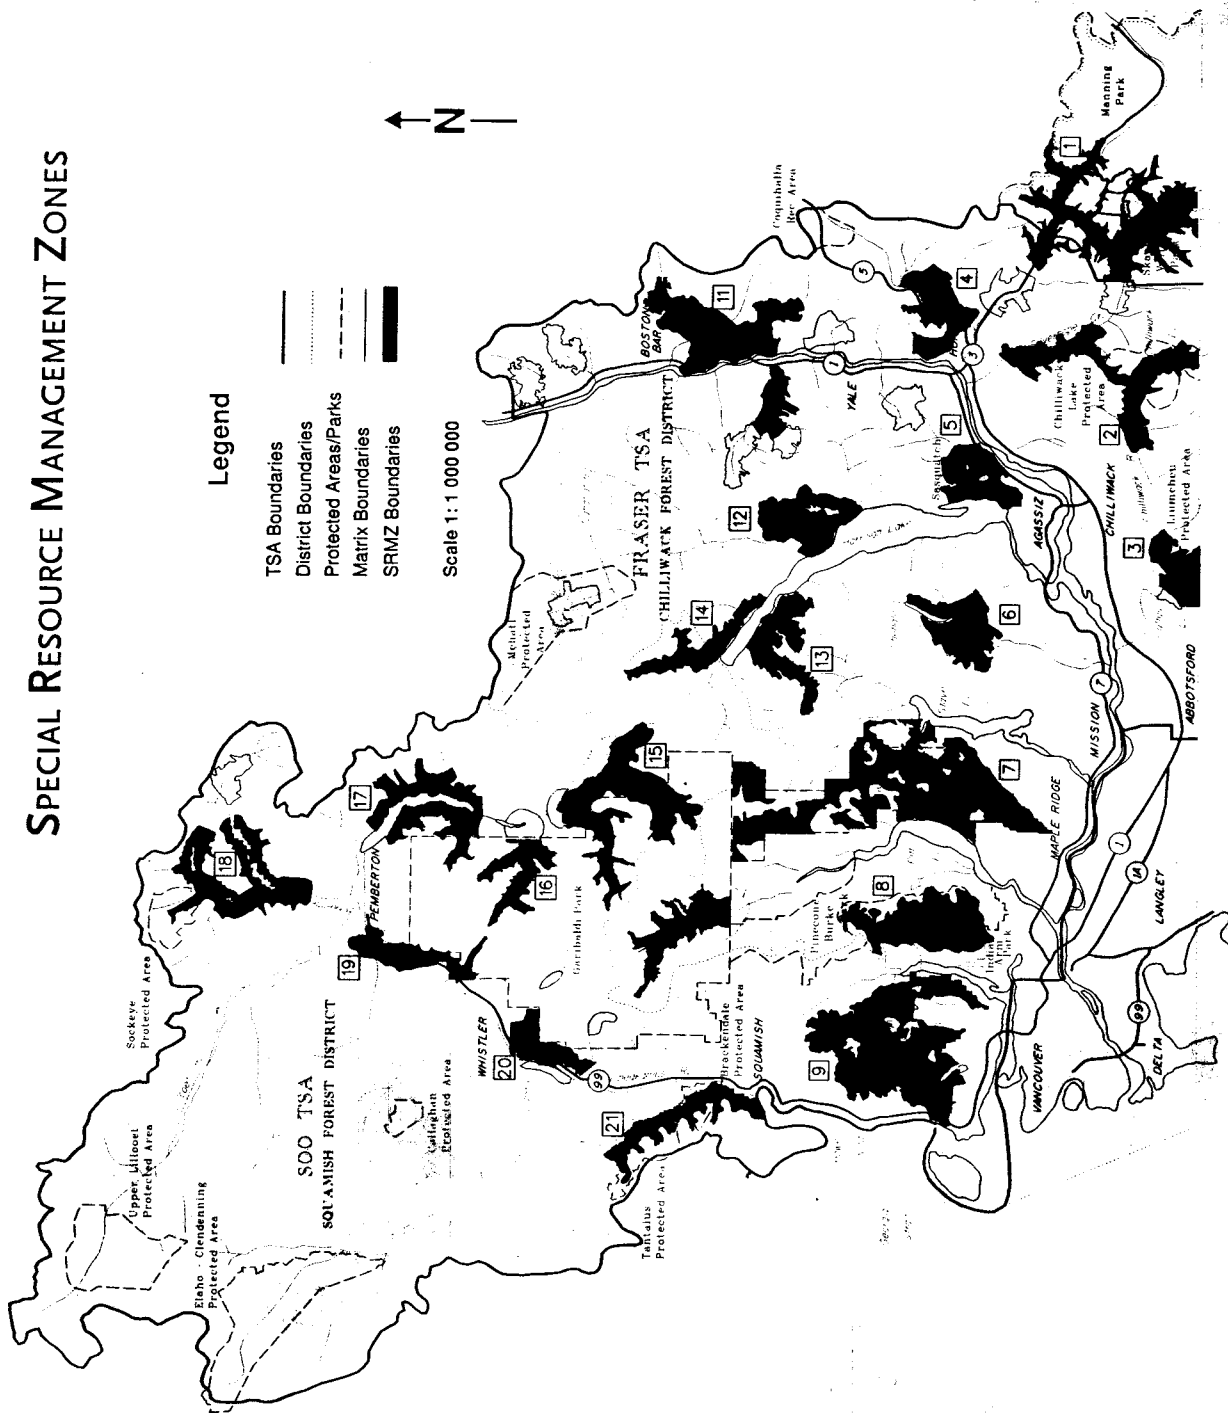 SPECIAL RESOURCE MANAGEMENT ZONES
Legend
TSA Boundaries
District Boundaries
Protected Areas/Parks
Matrix Boundaries
SRMZ Boundaries
Scale 1: 1 000 000
N
Upper Lillooet
Protected Area
Elaho - Clendenning
Protected Area
Sockeye
Protected Area
SOO TSA
SQUAMISH FOREST DISTRICT
Callaghan
Protected Area
18
17
PEMBERTON
19
16
Garibaldi Park
15
WHISTLER
20
99
21
Tantalus
Protected Area
Brackendale
Protected Area
SQUAMISH
Mehatl
Protected
Area
FRASER TSA
CHILLIWACK FOREST DISTRICT
BOSTON
BAR
11
12
14
13
Coquihalla
Rec Area
5
4
1
YALE
3
5
Sasquatch
AGASSIZ
6
7
8
9
Pinecone
Burke
Indian
Arm
Park
MAPLE RIDGE
MISSION
7
ABBOTSFORD
CHILLIWACK
Chilliwack
Lake
Protected
Area
2
3
Protected Area
1
Manning
Park
LANGLEY
1
1A
99
VANCOUVER
DELTA